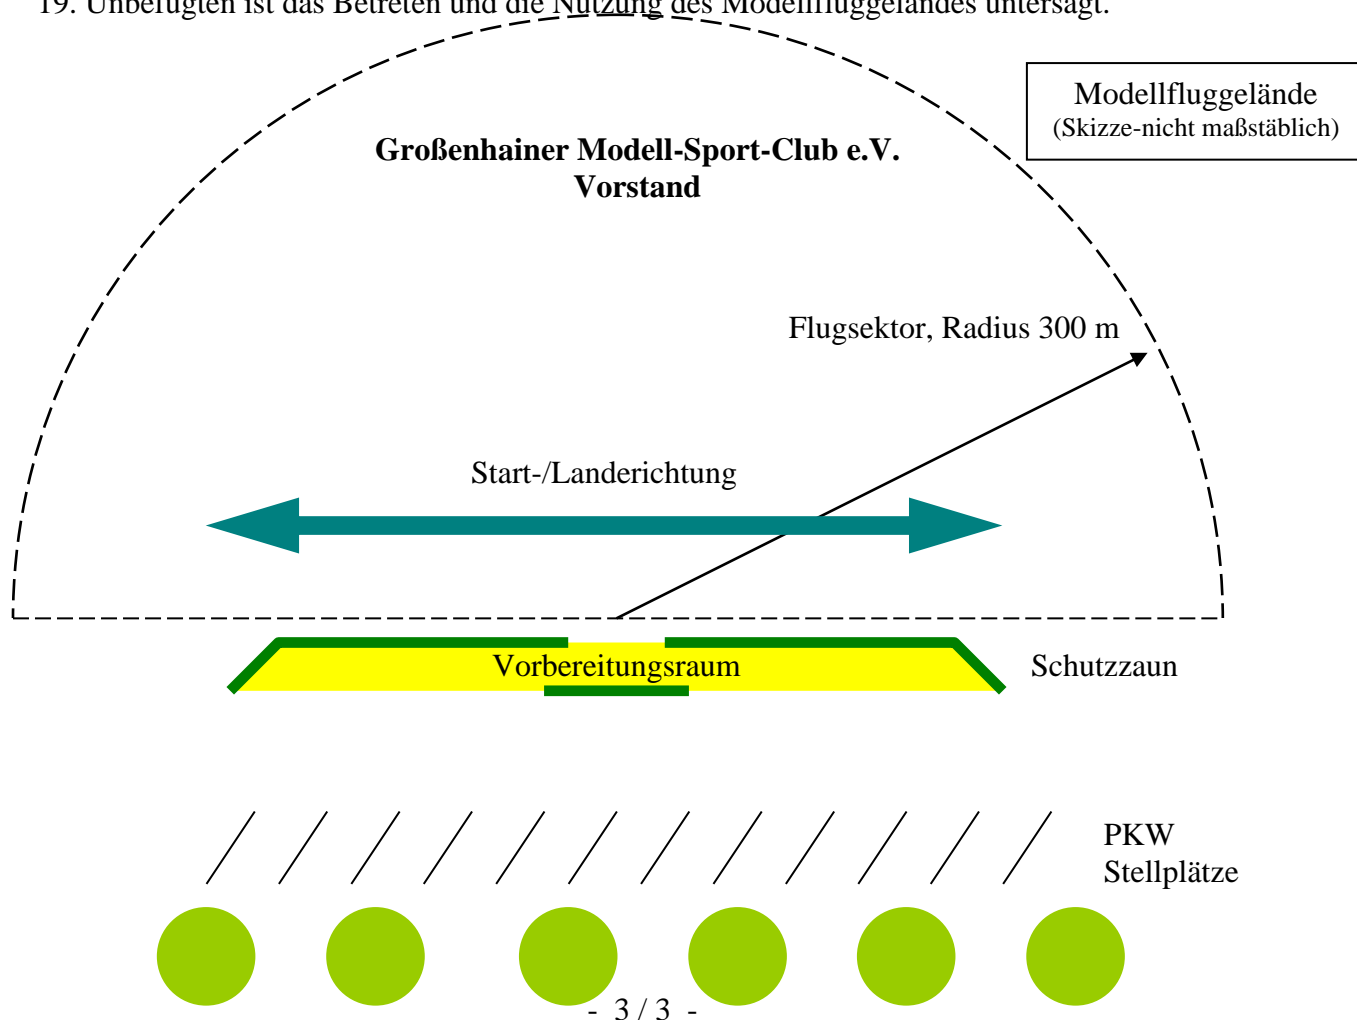 19. Unbefugten ist das Betreten und die Nutzung des Modellfluggeländes untersagt.
Modellfluggelände
(Skizze-nicht maßstäblich)
Großenhainer Modell-Sport-Club e.V.
Vorstand
Flugsektor, Radius 300 m
Start-/Landerichtung
Vorbereitungsraum
Schutzzaun
PKW
Stellplätze
- 3 / 3 -